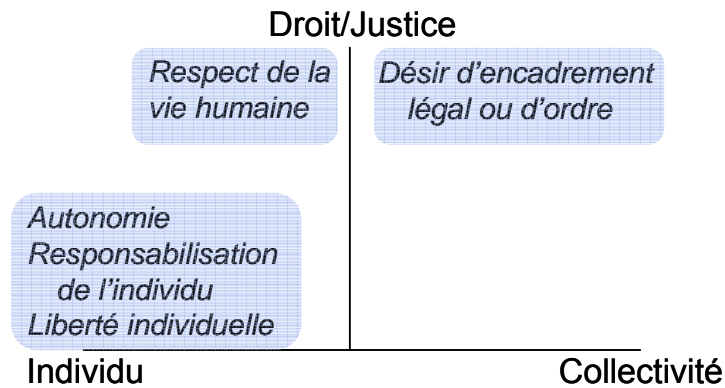 Droit/Justice
Respect de la
vie humaine
Désir d'encadrement
légal ou d'ordre
Autonomie
Responsabilisation
de l'individu
Liberté individuelle
Individu
Collectivité